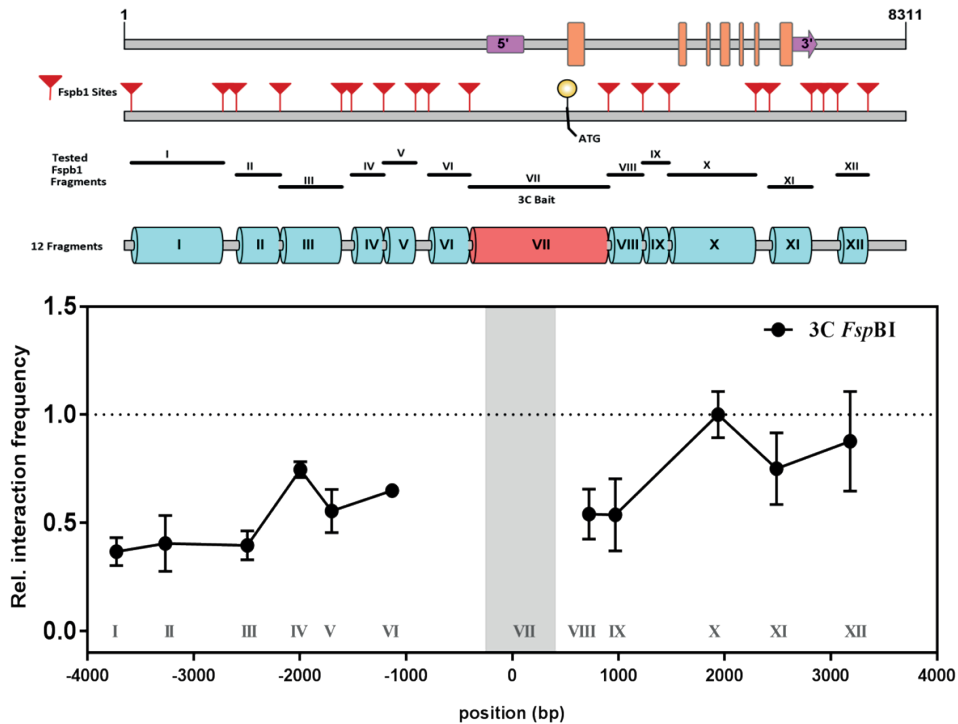 1 8311
5' 3'
Fspb1 Sites
ATG
Tested
Fspb1
Fragments
I II III IV V VI VII VIII IX X XI XII
3C Bait
12 Fragments I II III IV V VI VII VIII IX X XI XII
Rel. interaction frequency
1.5
1.0
0.5
0.0
3C FspBI
I II III IV V VI VII VIII IX X XI XII
-4000 -3000 -2000 -1000 0 1000 2000 3000 4000
position (bp)